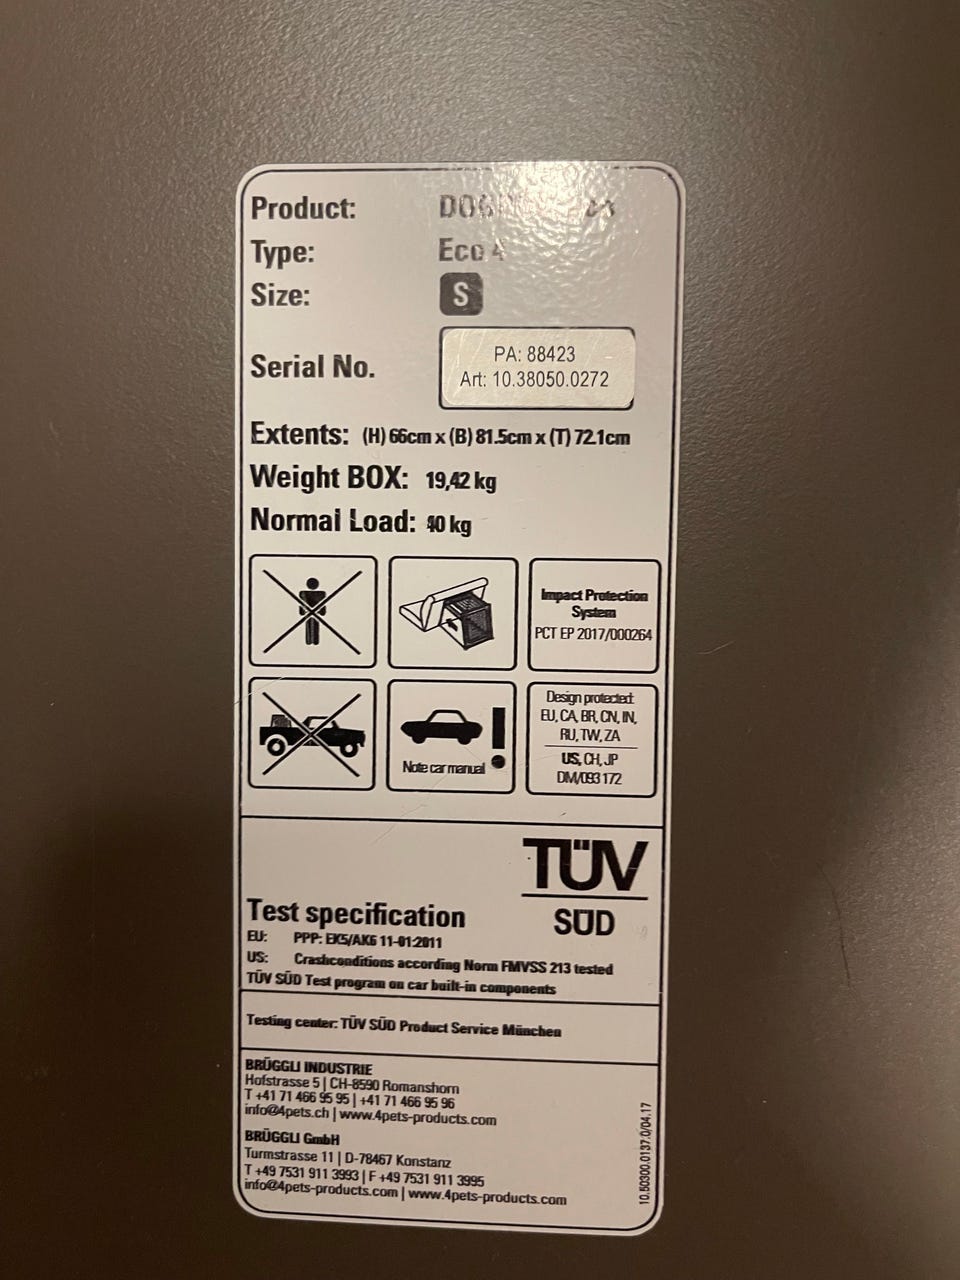 Product:
Type: Eco 4
Size: S
Serial No. PA: 88423
Art: 10.38050.0272
Extents: (H) 66cm x (B) 81.5cm x (T) 72.1cm
Weight BOX: 19,42 kg
Normal Load: 40 kg
Impact Protection
System
PCT EP 2017/000264
Note car manual
!
Design protected:
EU, CA, BR, CN, IN,
RU, TW, ZA
US, CH, JP
DM/093 172
TÜV
SÜD
Test specification
EU: PPP: EK5/AK6 11-01:2011
US: Crashconditions according Norm FMVSS 213 tested
TÜV SÜD Test program on car built-in components
Testing center: TÜV SÜD Product Service München
BRÜGGLI INDUSTRIE
Hofstrasse 5 | CH-8590 Romanshorn
T +41 71 466 95 95 | +41 71 466 95 96
info@4pets.ch | www.4pets-products.com
BRÜGGLI GmbH
Turmstrasse 11 | D-78467 Konstanz
T +49 7531 911 3993 | F +49 7531 911 3995
info@4pets-products.com | www.4pets-products.com
10.50300.0137.0/04.17